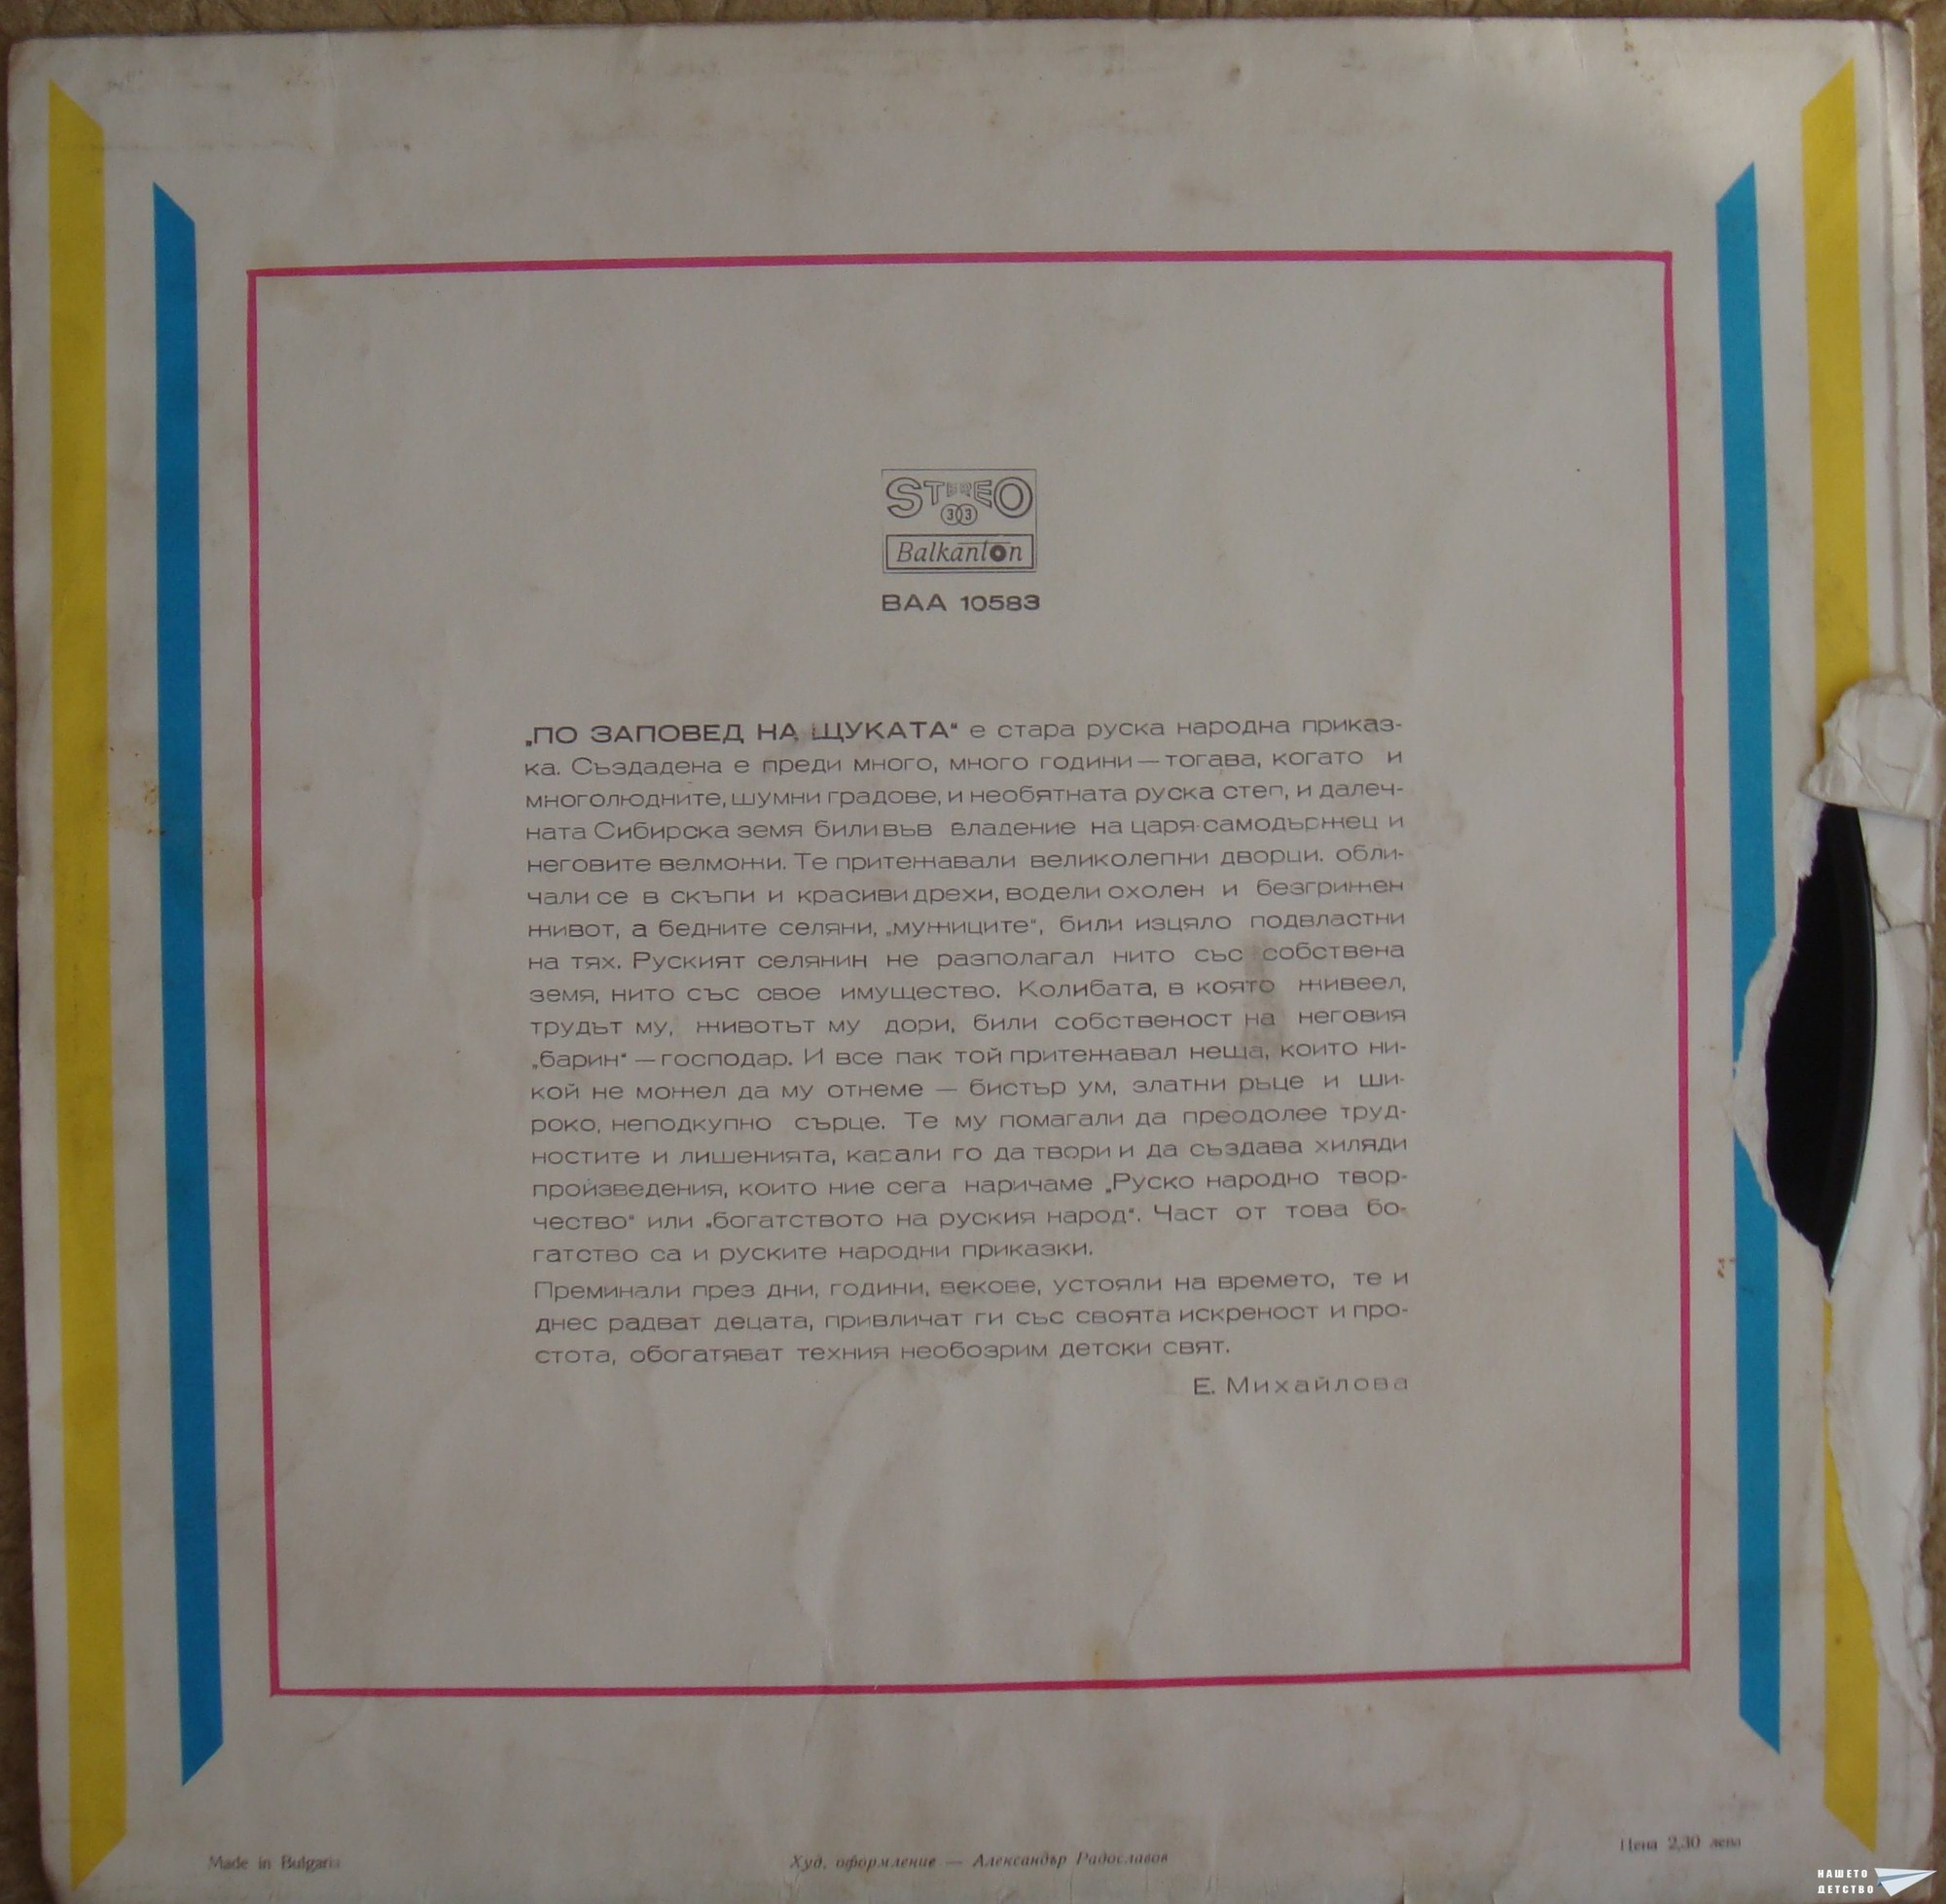 STEREO
33
Balkanton
ВАА 10583
„ПО ЗАПОВЕД НА ЩУКАТА“ е стара руска народна приказ-
ка. Създадена е преди много, много години — тогава, когато и
многолюдните, шумни градове, и необятната руска степ, и далеч-
ната Сибирска земя били във владение на царя-самодържец и
неговите велможи. Те притежавали великолепни дворци. обли-
чали се в скъпи и красиви дрехи, водели охолен и безгрижен
живот, а бедните селяни, „мужиците“, били изцяло подвластни
на тях. Руският селянин не разполагал нито със собствена
земя, нито със свое имущество. Колибата, в която живеел,
трудът му, животът му дори, били собственост на неговия
„барин“ — господар. И все пак той притежавал неща, които ни-
кой не можел да му отнеме — бистър ум, златни ръце и ши-
роко, неподкупно сърце. Те му помагали да преодолее труд-
ностите и лишенията, карали го да твори и да създава хиляди
произведения, които ние сега наричаме „Руско народно твор-
чество“ или „богатството на руския народ“. Част от това бо-
гатство са и руските народни приказки.
Преминали през дни, години, векове, устояли на времето, те и
днес радват децата, привличат ги със своята искреност и про-
стота, обогатяват техния необозрим детски свят.
Е. Михайлова
Made in Bulgaria
Худ. оформление — Александър Радославов
Цена 2,30 лева
НАШЕТО
ДЕТСТВО